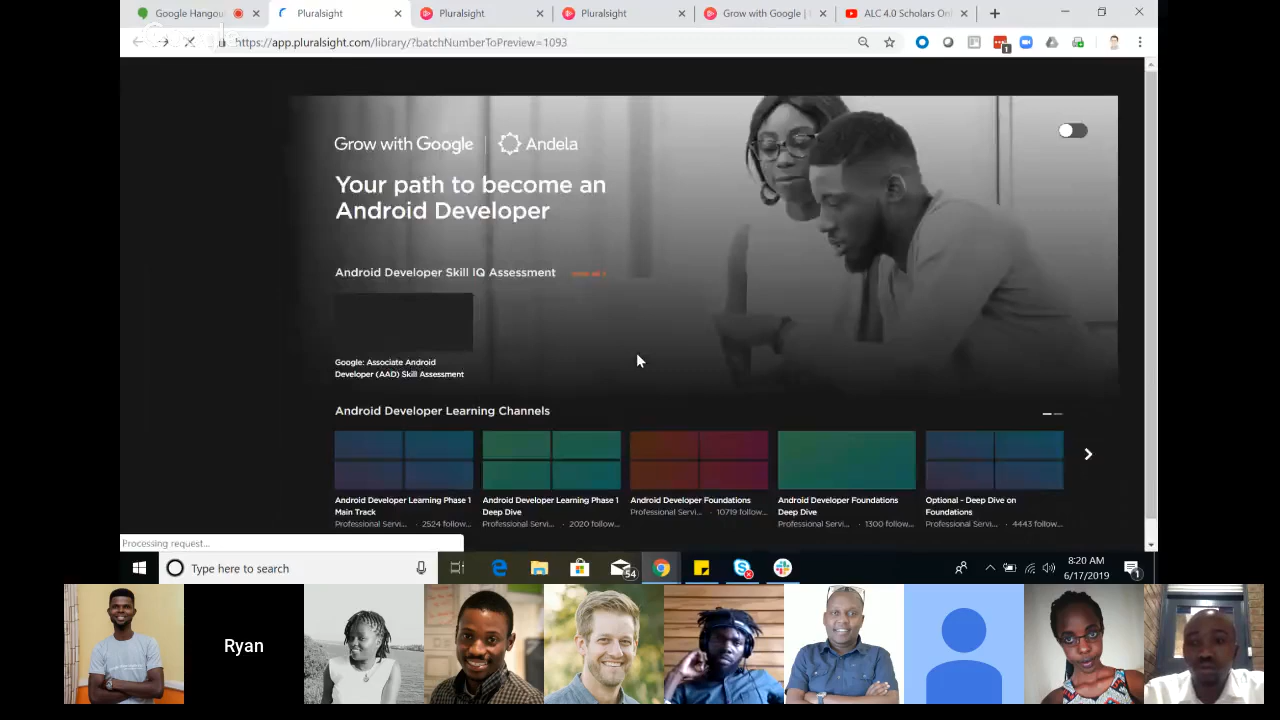 Google Hangou
Pluralsight
Pluralsight
Pluralsight
Grow with Google |
ALC 4.0 Scholars Onl
https://app.pluralsight.com/library/?batchNumberToPreview=1093
1
Grow with Google | Andela
Your path to become an
Android Developer
Android Developer Skill IQ Assessment
Google: Associate Android
Developer (AAD) Skill Assessment
Android Developer Learning Channels
Android Developer Learning Phase 1
Main Track
Professional Servi... · 2524 follow...
Android Developer Learning Phase 1
Deep Dive
Professional Servi... · 2020 follow...
Android Developer Foundations
Professional Servi... · 10719 follow...
Android Developer Foundations
Deep Dive
Professional Servi... · 1300 follow...
Optional - Deep Dive on
Foundations
Professional Servi... · 4443 follow...
Processing request...
Type here to search
54
8:20 AM
6/17/2019
1
Ryan